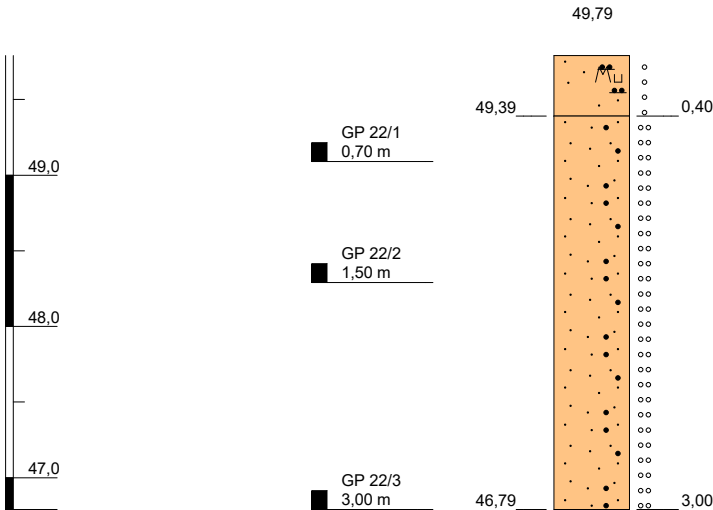 49,79
49,39
0,40
GP 22/1
0,70 m
49,0
GP 22/2
1,50 m
48,0
47,0
GP 22/3
3,00 m
46,79
3,00